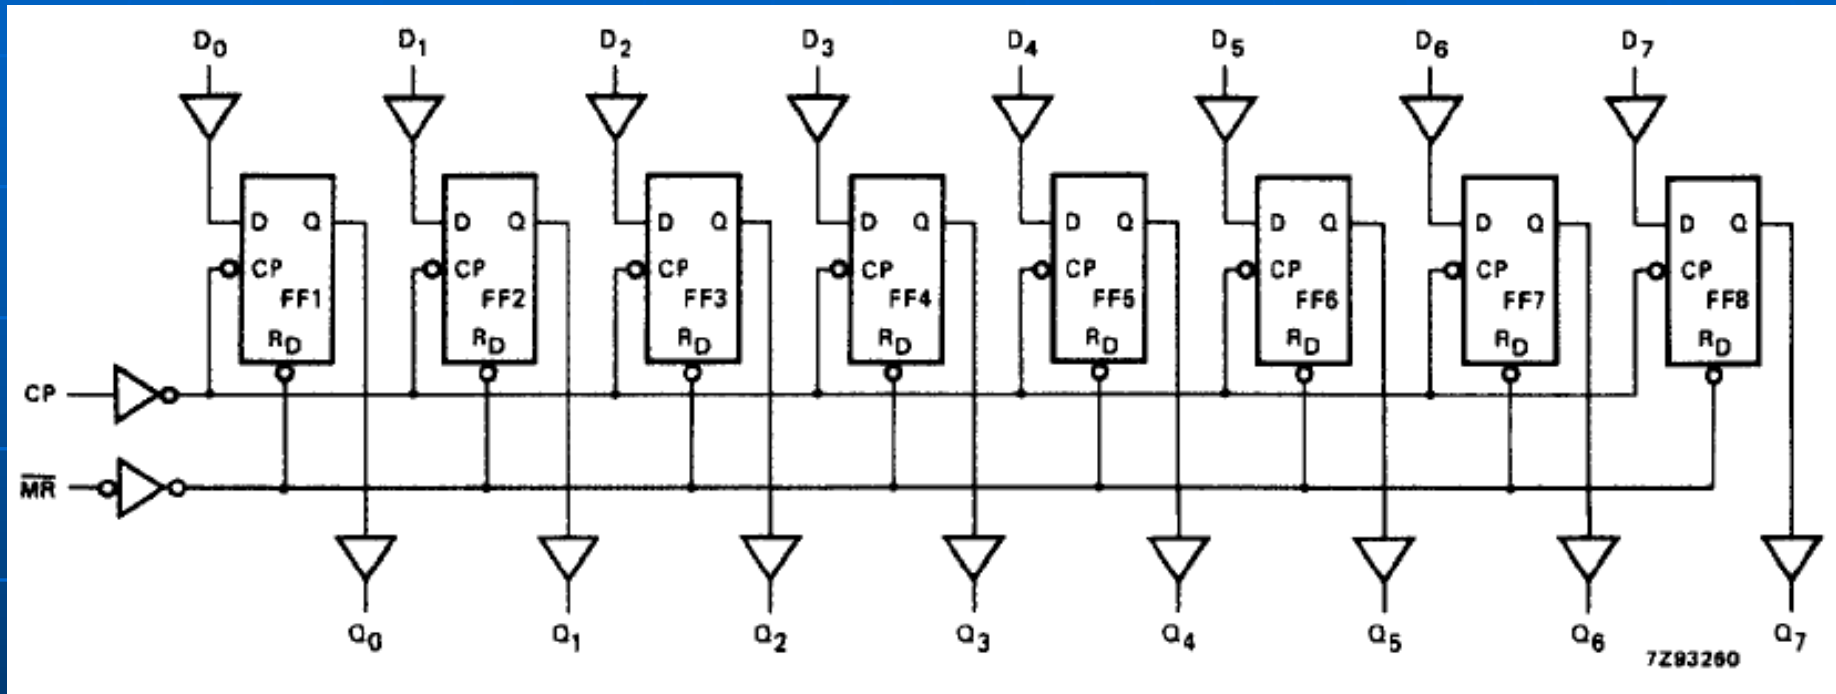 D0 D1 D2 D3 D4 D5 D6 D7
D Q D Q D Q D Q D Q D Q D Q D Q
CP CP CP CP CP CP CP CP
FF1 FF2 FF3 FF4 FF5 FF6 FF7 FF8
RD RD RD RD RD RD RD RD
CP
M̅R̅
Q0 Q1 Q2 Q3 Q4 Q5 Q6 Q7
7Z93260